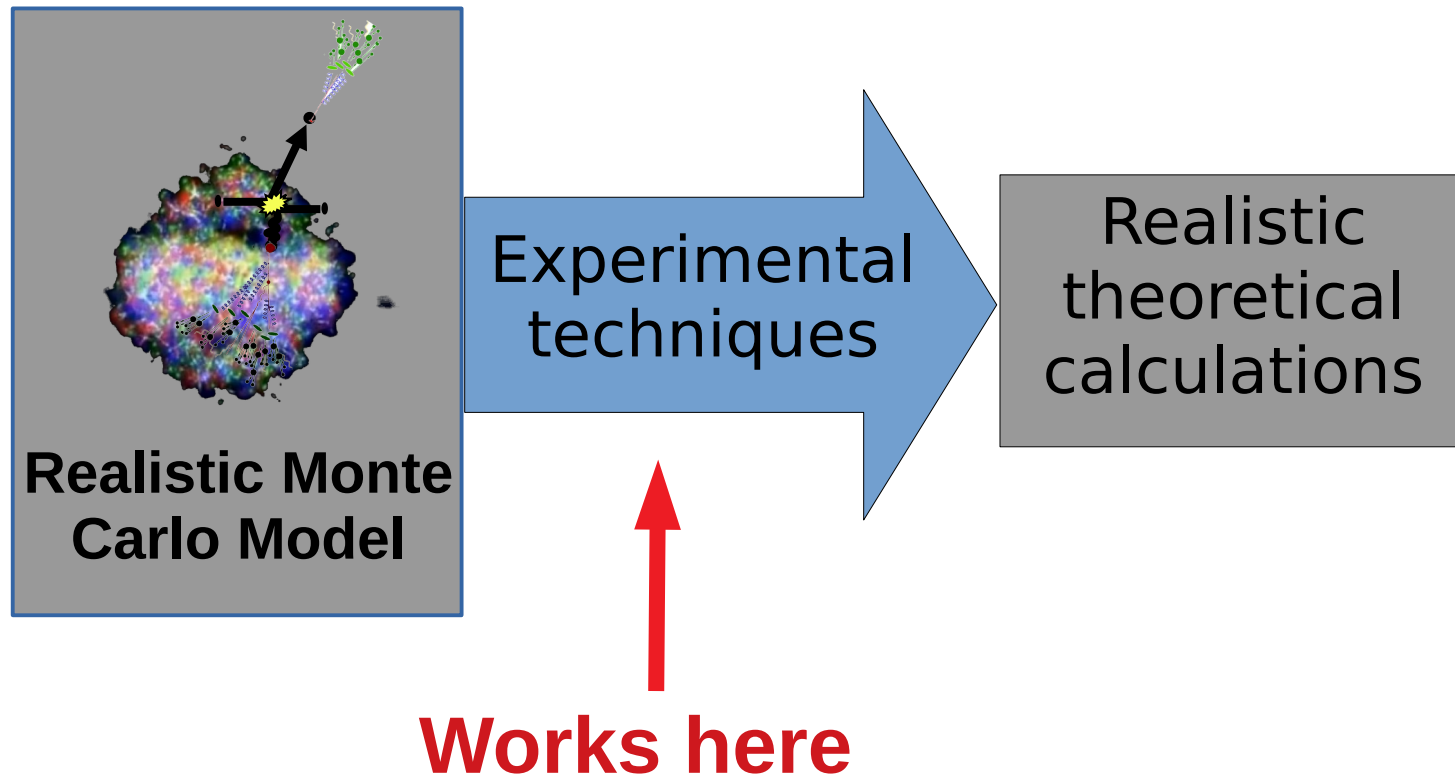 Realistic Monte
Carlo Model
Experimental
techniques
Realistic
theoretical
calculations
Works here